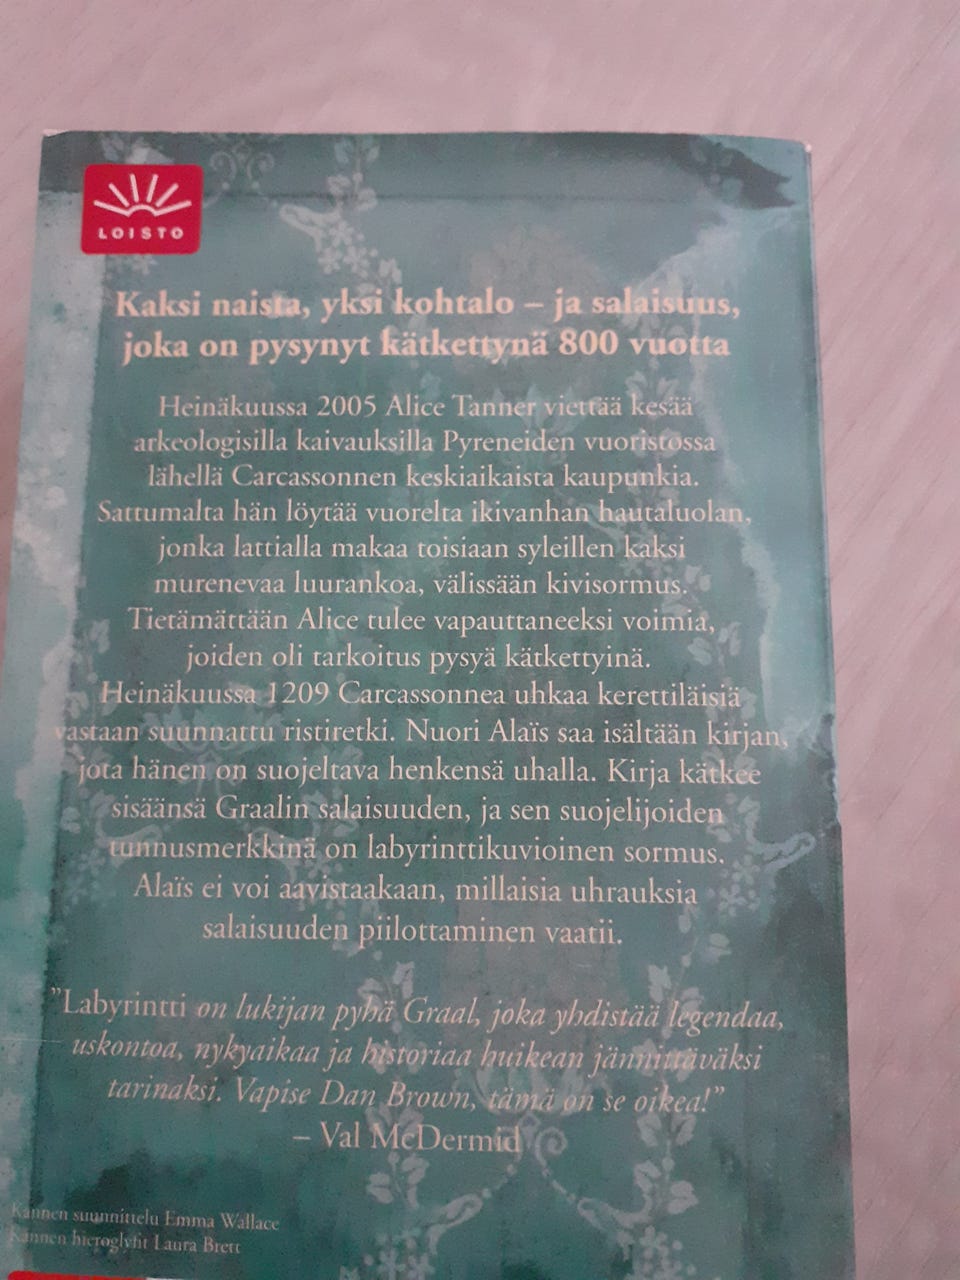 LOISTO
Kaksi naista, yksi kohtalo – ja salaisuus,
joka on pysynyt kätkettynä 800 vuotta
Heinäkuussa 2005 Alice Tanner viettää kesää
arkeologisilla kaivauksilla Pyreneiden vuoristossa
lähellä Carcassonnen keskiaikaista kaupunkia.
Sattumalta hän löytää vuorelta ikivanhan hautaluolan,
jonka lattialla makaa toisiaan syleillen kaksi
murenevaa luurankoa, välissään kivisormus.
Tietämättään Alice tulee vapauttaneeksi voimia,
joiden oli tarkoitus pysyä kätkettyinä.
Heinäkuussa 1209 Carcassonnea uhkaa kerettiläisiä
vastaan suunnattu ristiretki. Nuori Alaïs saa isältään kirjan,
jota hänen on suojeltava henkensä uhalla. Kirja kätkee
sisäänsä Graalin salaisuuden, ja sen suojelijoiden
tunnusmerkkinä on labyrinttikuvioinen sormus.
Alaïs ei voi aavistaakaan, millaisia uhrauksia
salaisuuden piilottaminen vaatii.
"Labyrintti on lukijan pyhä Graal, joka yhdistää legendaa,
uskontoa, nykyaikaa ja historiaa huikean jännittäväksi
tarinaksi. Vapise Dan Brown, tämä on se oikea!"
– Val McDermid
Kannen suunnittelu Emma Wallace
Kannen hieroglyfit Laura Brett